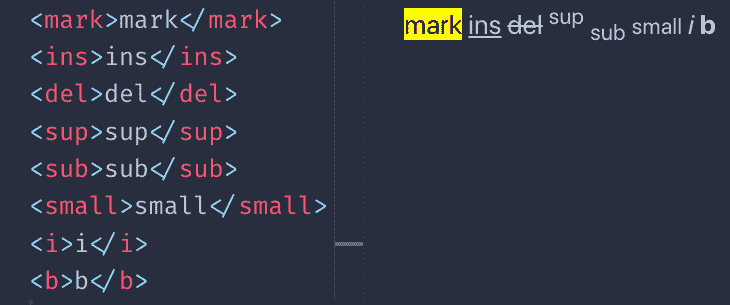 <mark>mark</mark>
<ins>ins</ins>
<del>del</del>
<sup>sup</sup>
<sub>sub</sub>
<small>small</small>
<i>i</i>
<b>b</b>
mark ins del sup sub small i b